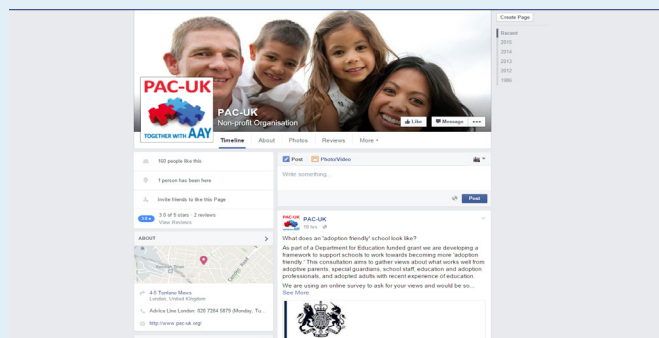 Create Page
Recent
2015
2014
2013
2012
1986
PAC-UK
TOGETHER WITH AAY
PAC-UK
Non-profit Organisation
Like
Message
Timeline
About
Photos
Reviews
More
160 people like this
1 person has been here
Invite friends to like this Page
3.0 of 5 stars · 2 reviews
View Reviews
ABOUT
4-5 Torriano Mews
London, United Kingdom
Advice Line London: 020 7284 5879 (Monday, Tu...
http://www.pac-uk.org/
Post
Photo/Video
Write something...
Post
PAC-UK
PAC-UK
What does an 'adoption friendly' school look like?
As part of a Department for Education funded grant we are developing a
framework to support schools to work towards becoming more 'adoption
friendly.' This consultation aims to gather views about what works well from
adoptive parents, special guardians, school staff, education and adoption
professionals, and adopted adults with recent experience of education.
We are using an online survey to ask for your views and would be so...
See More